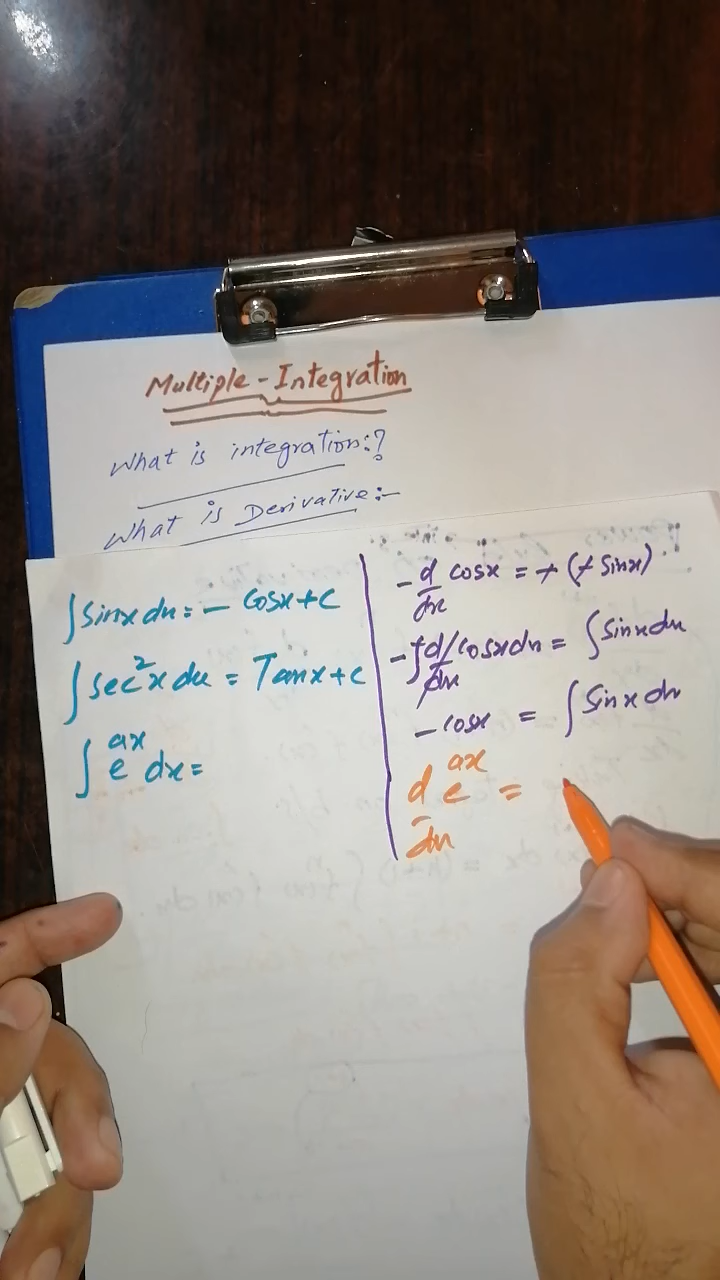 Multiple - Integration
What is integration:?
What is Derivative:-
∫ sinx dx = - cosx + c
∫ sec²x dx = Tanx + c
∫ e^ax dx =
- d/dx cosx = + (+ sinx)
- ∫ d/dx cosx dx = ∫ sinx dx
- cosx = ∫ sinx dx
d/dx e^ax =